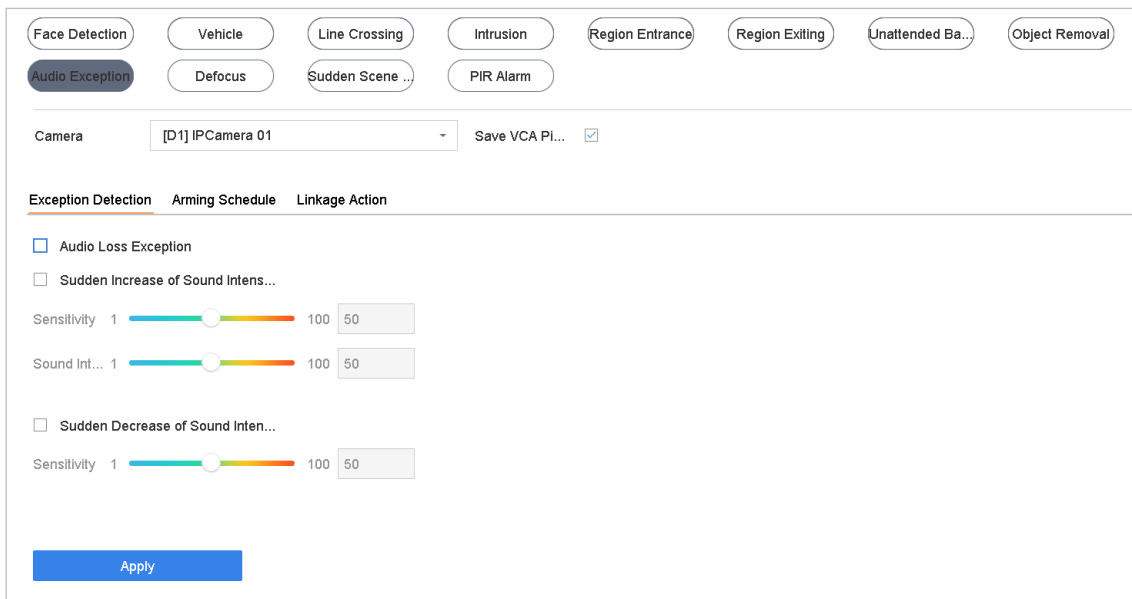 Face Detection Vehicle Line Crossing Intrusion Region Entrance Region Exiting Unattended Ba... Object Removal
Audio Exception Defocus Sudden Scene ... PIR Alarm
Camera [D1] IPCamera 01 Save VCA Pi...
Exception Detection Arming Schedule Linkage Action
Audio Loss Exception
Sudden Increase of Sound Intens...
Sensitivity 1 100 50
Sound Int... 1 100 50
Sudden Decrease of Sound Inten...
Sensitivity 1 100 50
Apply